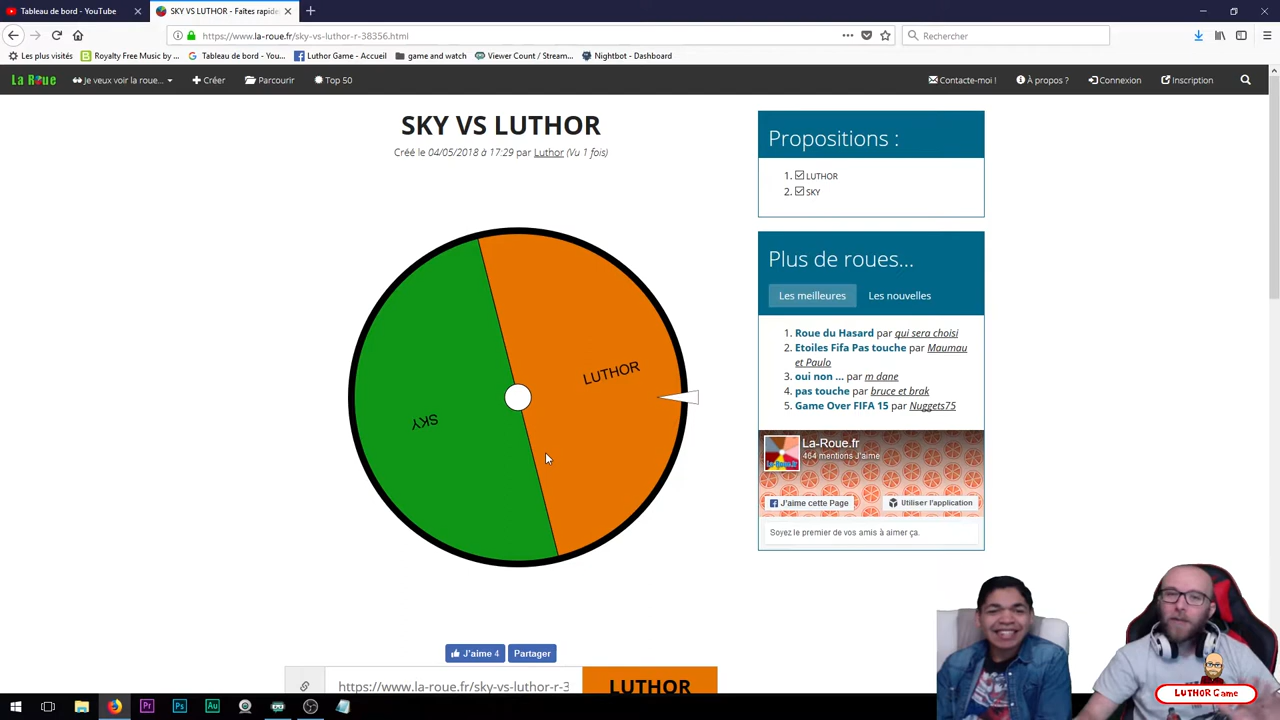 Tableau de bord - YouTube
SKY VS LUTHOR - Faîtes rapide
https://www.la-roue.fr/sky-vs-luthor-r-38356.html
Rechercher
Les plus visités
Royalty Free Music by ...
Tableau de bord - You...
Luthor Game - Accueil
game and watch
Viewer Count / Stream...
Nightbot - Dashboard
La Roue
Je veux voir la roue...
Créer
Parcourir
Top 50
Contacte-moi !
À propos ?
Connexion
Inscription
SKY VS LUTHOR
Créé le 04/05/2018 à 17:29 par Luthor (Vu 1 fois)
LUTHOR
SKY
Propositions :
1. LUTHOR
2. SKY
Plus de roues...
Les meilleures
Les nouvelles
1. Roue du Hasard par qui sera choisi
2. Etoiles Fifa Pas touche par Maumau
et Paulo
3. oui non ... par m dane
4. pas touche par bruce et brak
5. Game Over FIFA 15 par Nuggets75
La-Roue.fr
464 mentions J'aime
J'aime cette Page
Utiliser l'application
Soyez le premier de vos amis à aimer ça.
J'aime 4
Partager
https://www.la-roue.fr/sky-vs-luthor-r-3
LUTHOR
LUTHOR Game